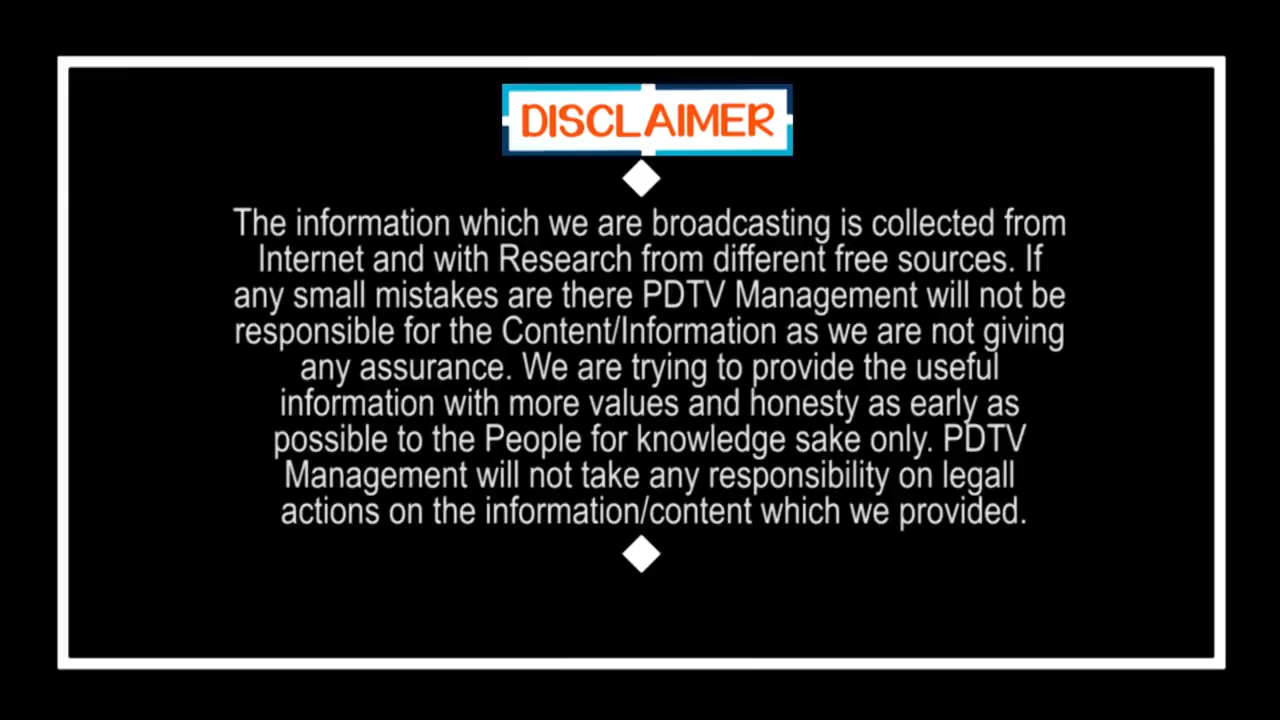 DISCLAIMER
The information which we are broadcasting is collected from
Internet and with Research from different free sources. If
any small mistakes are there PDTV Management will not be
responsible for the Content/Information as we are not giving
any assurance. We are trying to provide the useful
information with more values and honesty as early as
possible to the People for knowledge sake only. PDTV
Management will not take any responsibility on legall
actions on the information/content which we provided.